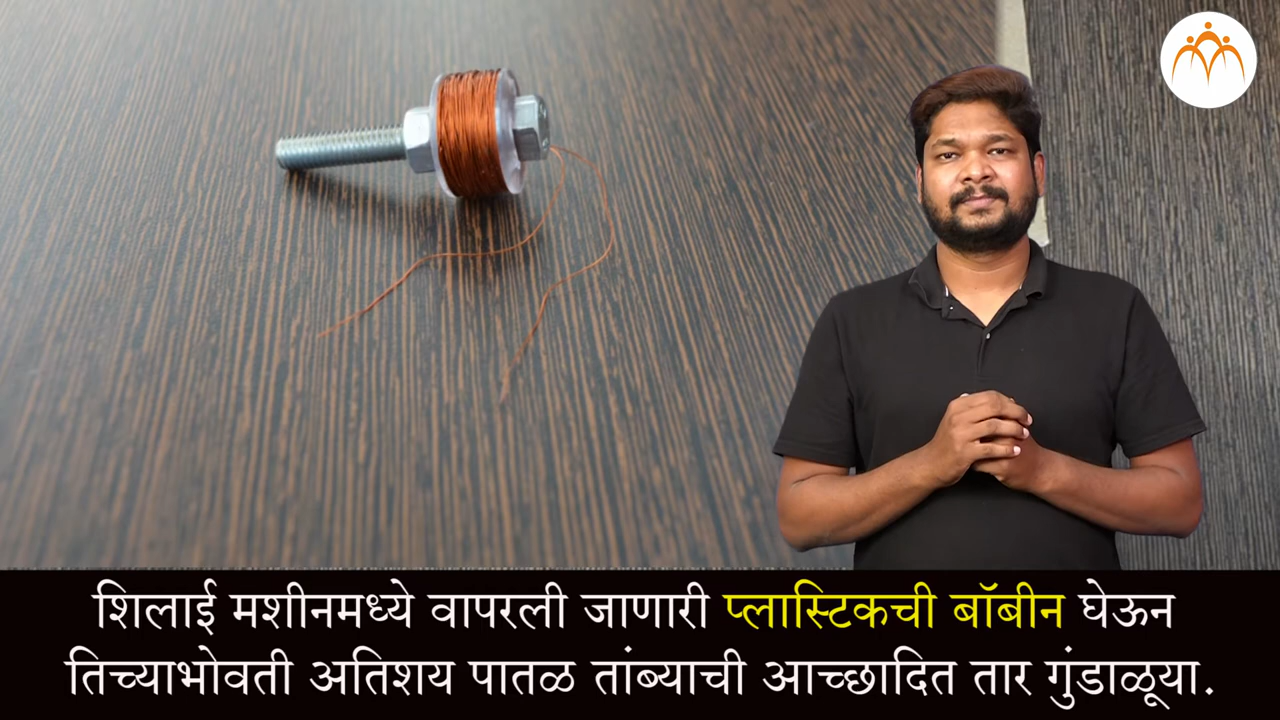 शिलाई मशीनमध्ये वापरली जाणारी प्लास्टिकची बॉबीन घेऊन
तिच्याभोवती अतिशय पातळ तांब्याची आच्छादित तार गुंडाळूया.